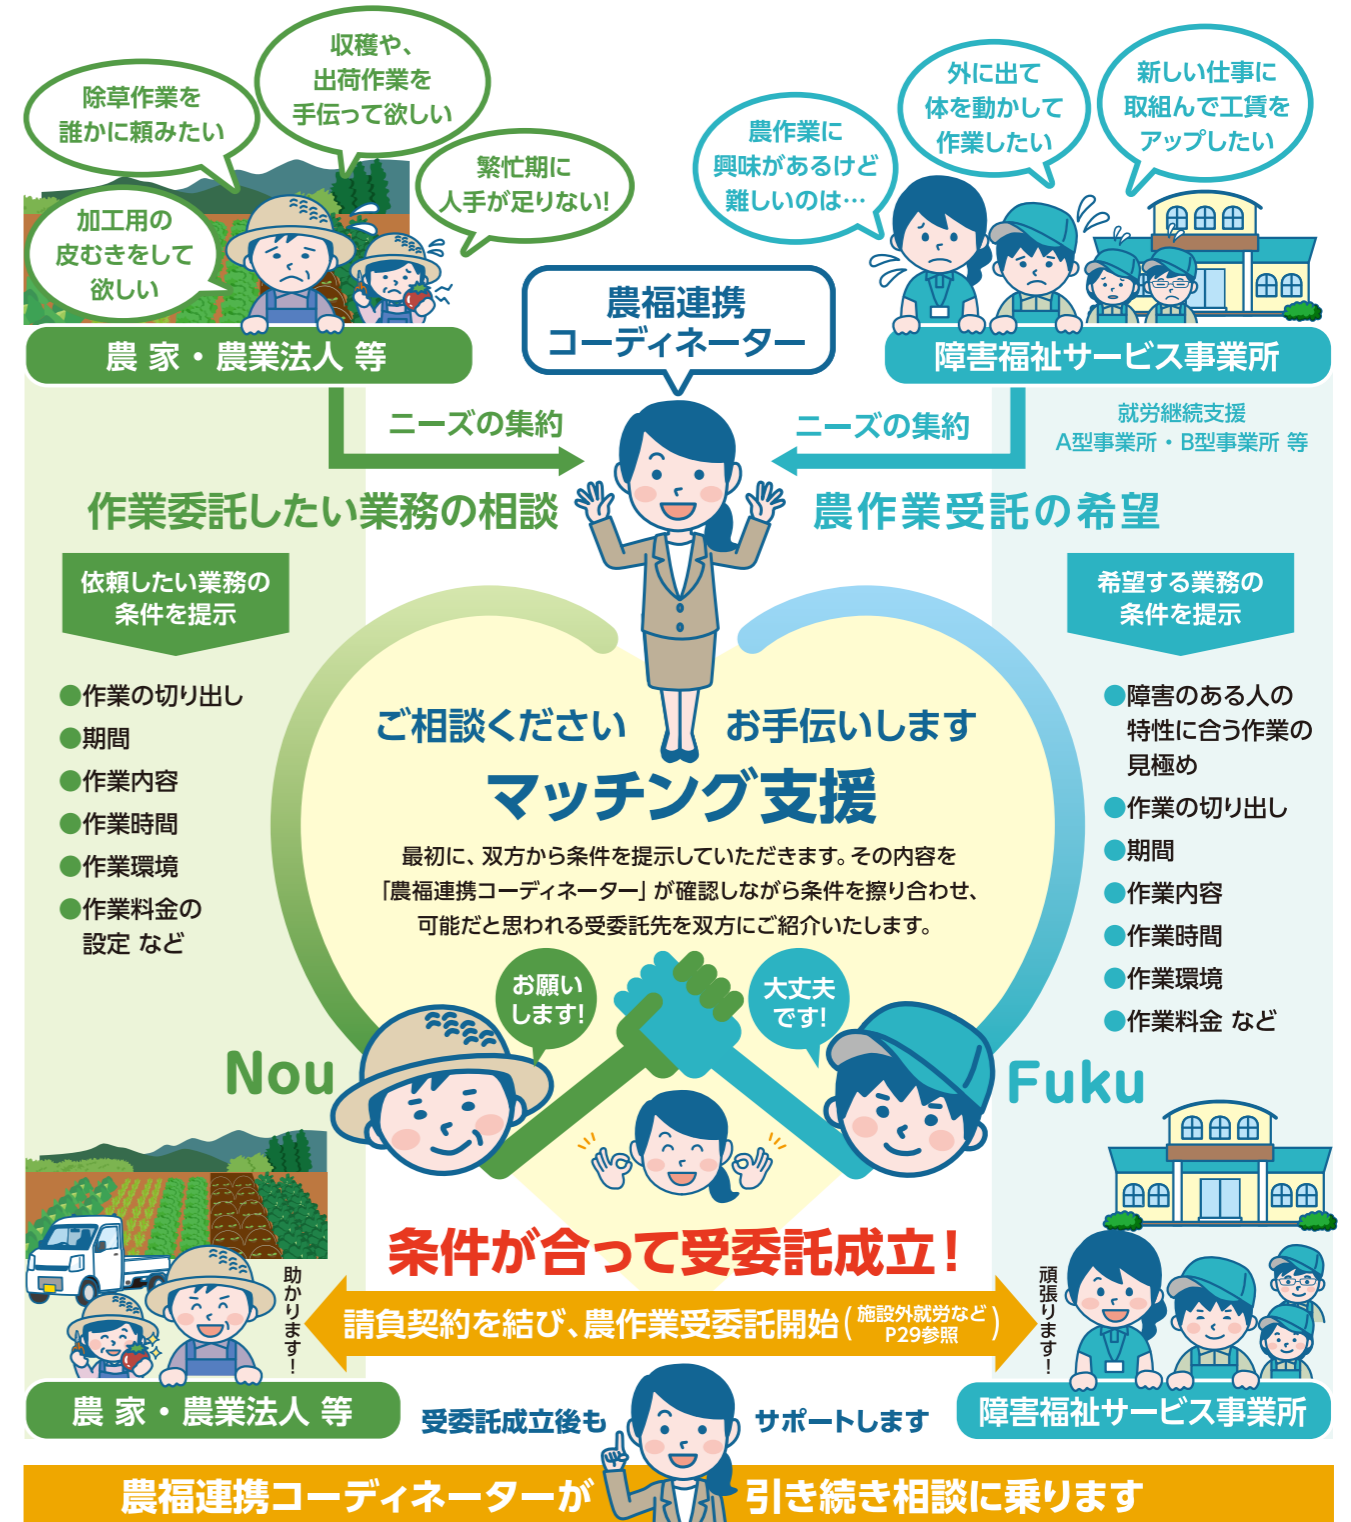 除草作業を
誰かに頼みたい
収穫や、
出荷作業を
手伝って欲しい
繁忙期に
人手が足りない!
加工用の
皮むきをして
欲しい
農作業に
興味があるけど
難しいのは…
外に出て
体を動かして
作業したい
新しい仕事に
取組んで工賃を
アップしたい
農福連携
コーディネーター
農 家・農業法人 等
障害福祉サービス事業所
ニーズの集約
ニーズの集約
就労継続支援
A型事業所・B型事業所 等
作業委託したい業務の相談
農作業受託の希望
依頼したい業務の
条件を提示
●作業の切り出し
●期間
●作業内容
●作業時間
●作業環境
●作業料金の
設定 など
希望する業務の
条件を提示
●障害のある人の
特性に合う作業の
見極め
●作業の切り出し
●期間
●作業内容
●作業時間
●作業環境
●作業料金 など
ご相談ください
お手伝いします
マッチング支援
最初に、双方から条件を提示していただきます。その内容を
「農福連携コーディネーター」が確認しながら条件を擦り合わせ、
可能だと思われる受委託先を双方にご紹介いたします。
お願い
します!
大丈夫
です!
Nou
Fuku
条件が合って受委託成立!
助かります!
請負契約を結び、農作業受委託開始(施設外就労など
P29参照)
頑張ります!
農 家・農業法人 等
受委託成立後も
サポートします
障害福祉サービス事業所
農福連携コーディネーターが
引き続き相談に乗ります